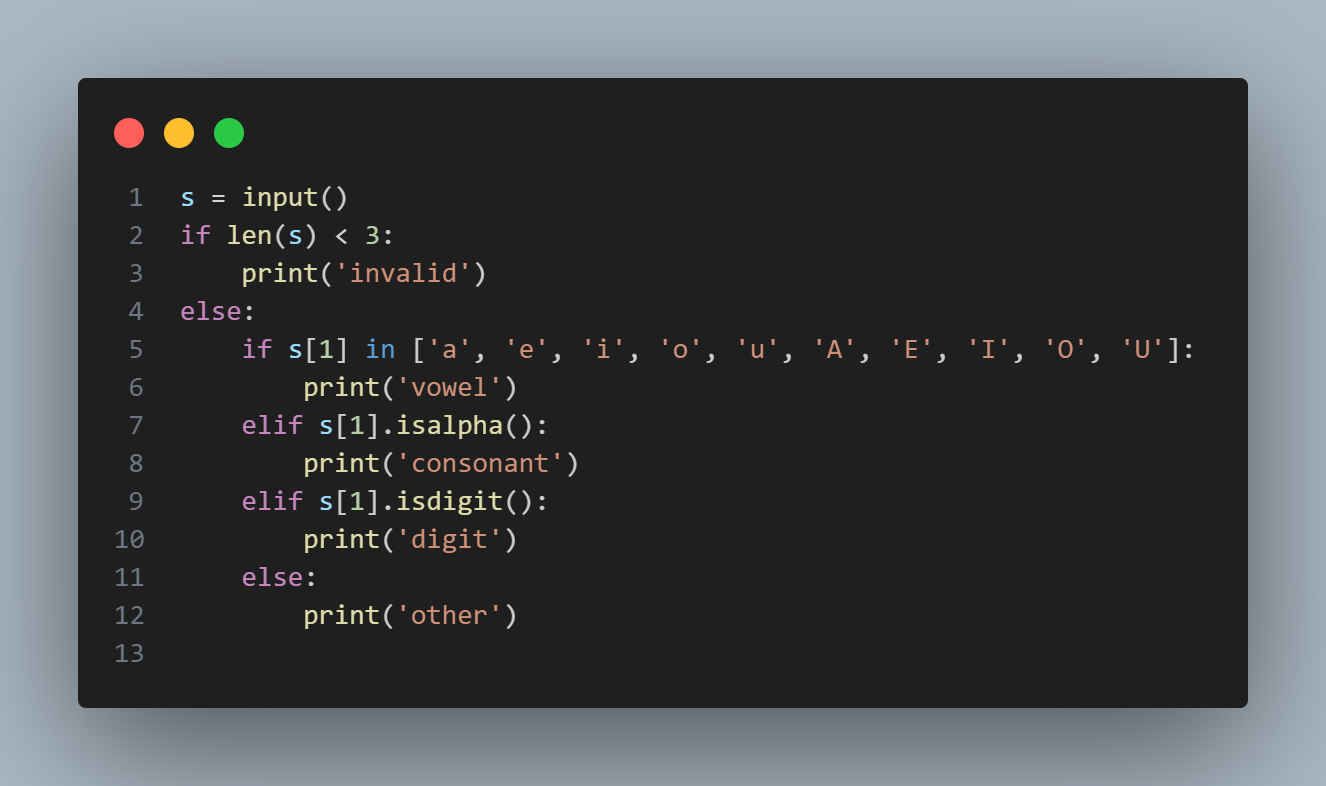 1 s = input()
2 if len(s) < 3:
3     print('invalid')
4 else:
5     if s[1] in ['a', 'e', 'i', 'o', 'u', 'A', 'E', 'I', 'O', 'U']:
6         print('vowel')
7     elif s[1].isalpha():
8         print('consonant')
9     elif s[1].isdigit():
10         print('digit')
11     else:
12         print('other')
13